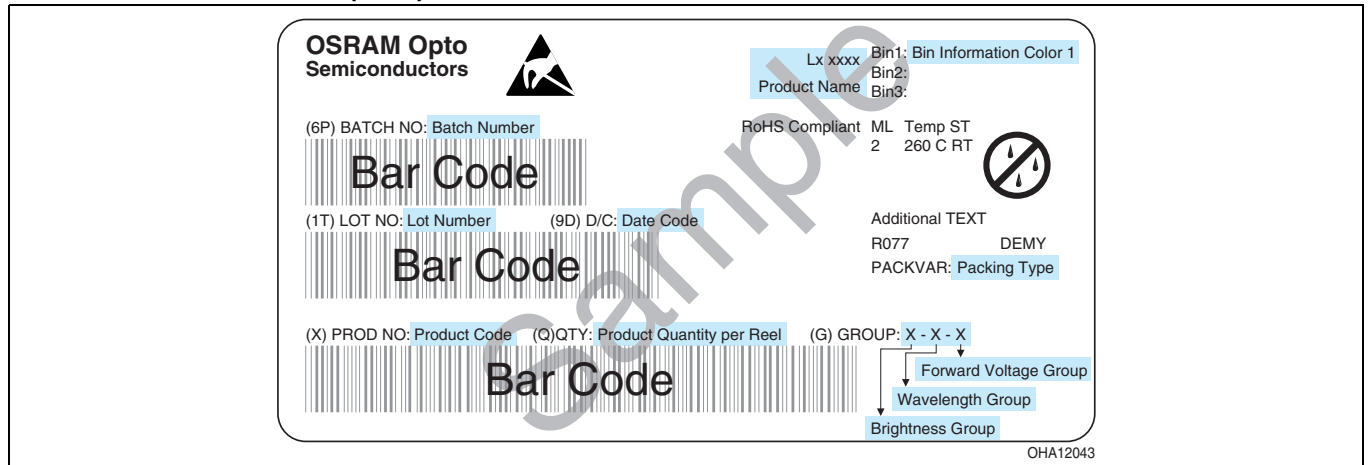 OSRAM Opto
Semiconductors
Lx xxxx
Product Name
Bin1: Bin Information Color 1
Bin2:
Bin3:
(6P) BATCH NO: Batch Number
Bar Code
RoHS Compliant
ML Temp ST
2 260 C RT
(1T) LOT NO: Lot Number (9D) D/C: Date Code
Bar Code
Additional TEXT
R077 DEMY
PACKVAR: Packing Type
(X) PROD NO: Product Code (Q)QTY: Product Quantity per Reel (G) GROUP: X - X - X
Bar Code
Forward Voltage Group
Wavelength Group
Brightness Group
Sample
OHA12043